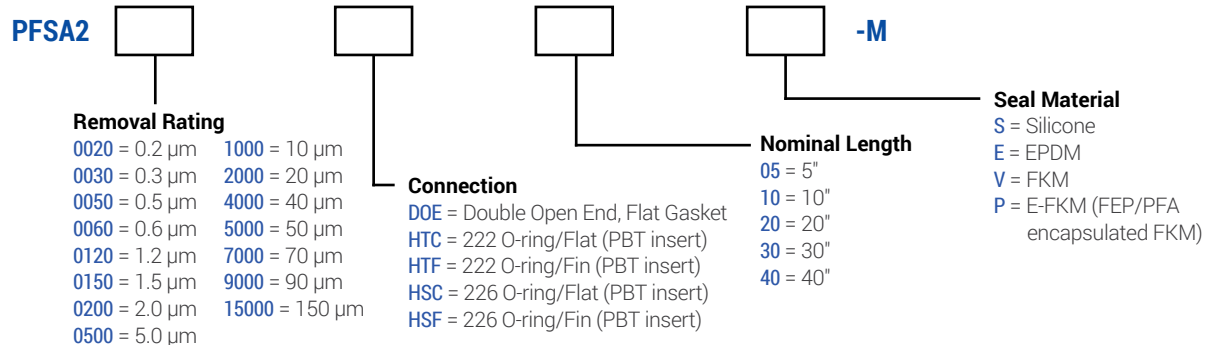 PFSA2 -M
Removal Rating
0020 = 0.2 µm 1000 = 10 µm
0030 = 0.3 µm 2000 = 20 µm
0050 = 0.5 µm 4000 = 40 µm
0060 = 0.6 µm 5000 = 50 µm
0120 = 1.2 µm 7000 = 70 µm
0150 = 1.5 µm 9000 = 90 µm
0200 = 2.0 µm 15000 = 150 µm
0500 = 5.0 µm
Connection
DOE = Double Open End, Flat Gasket
HTC = 222 O-ring/Flat (PBT insert)
HTF = 222 O-ring/Fin (PBT insert)
HSC = 226 O-ring/Flat (PBT insert)
HSF = 226 O-ring/Fin (PBT insert)
Nominal Length
05 = 5"
10 = 10"
20 = 20"
30 = 30"
40 = 40"
Seal Material
S = Silicone
E = EPDM
V = FKM
P = E-FKM (FEP/PFA
encapsulated FKM)